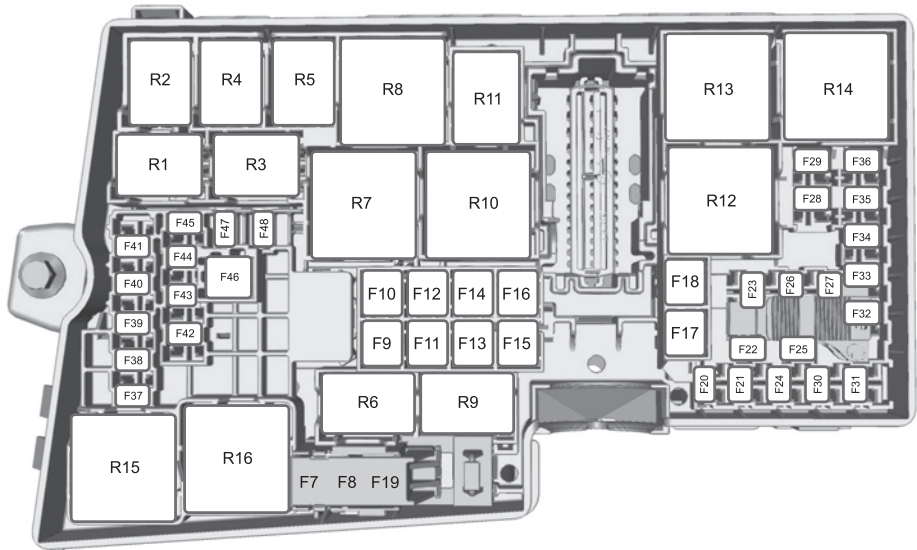 R2 R4 R5 R8 R11 R13 R14
R1 R3 R7 R10 R12 F29 F36
F28 F35
F45 F47 F48 F34
F41 F44
F40 F43 F46 F10 F12 F14 F16 F18 F23 F26 F27 F33
F39 F42 F9 F11 F13 F15 F17 F32
F38 F22 F25
F37 R6 R9 F20 F21 F24 F30 F31
R15 R16 F7 F8 F19